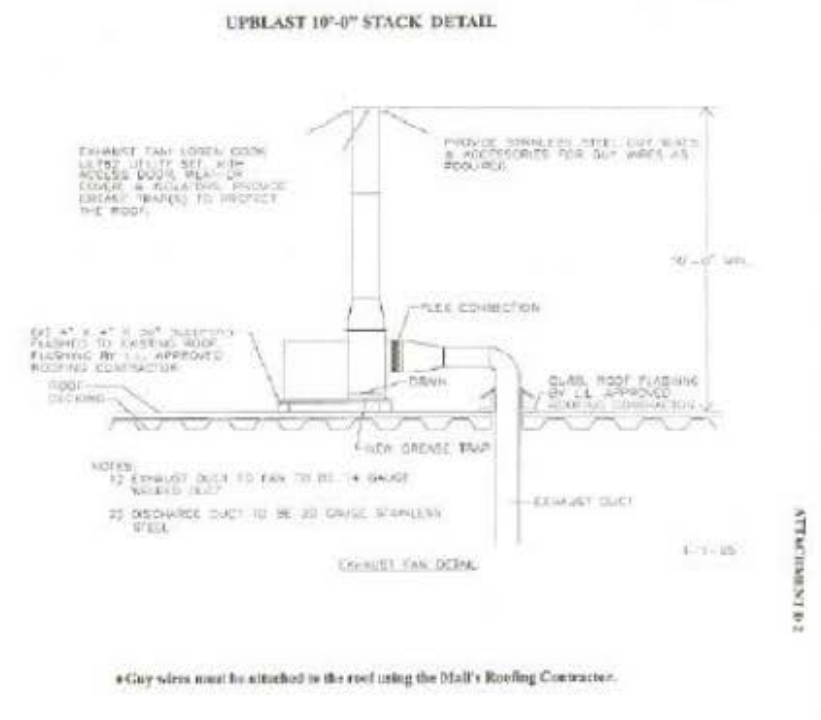 UPBLAST 10'-0" STACK DETAIL
EXHAUST FAN: LOREN COOK
UTILITY SET, WITH
ACCESS DOOR,
COVER & ISOLATORS. PROVIDE
GREASE TRAP(S) TO PROTECT
THE ROOF.
PROVIDE STAINLESS STEEL GUY WIRES
& ACCESSORIES FOR GUY WIRES AS
REQUIRED.
10'-0" MIN.
FLEX CONNECTION
4" X 4" X
FLASHED TO EXISTING ROOF.
FLASHING BY L.L. APPROVED
ROOFING CONTRACTOR
ROOF
DECKING
DRAIN
ROOF FLASHING
BY L.L. APPROVED
ROOFING CONTRACTOR
NEW GREASE TRAP
NOTES:
1) EXHAUST DUCT TO FAN TO BE GAUGE
WELDED DUCT
2) DISCHARGE DUCT TO BE 20 GAUGE STAINLESS
STEEL
EXHAUST DUCT
EXHAUST FAN DETAIL
ATTACHMENT
•Guy wires must be attached to the roof using the Mall's Roofing Contractor.